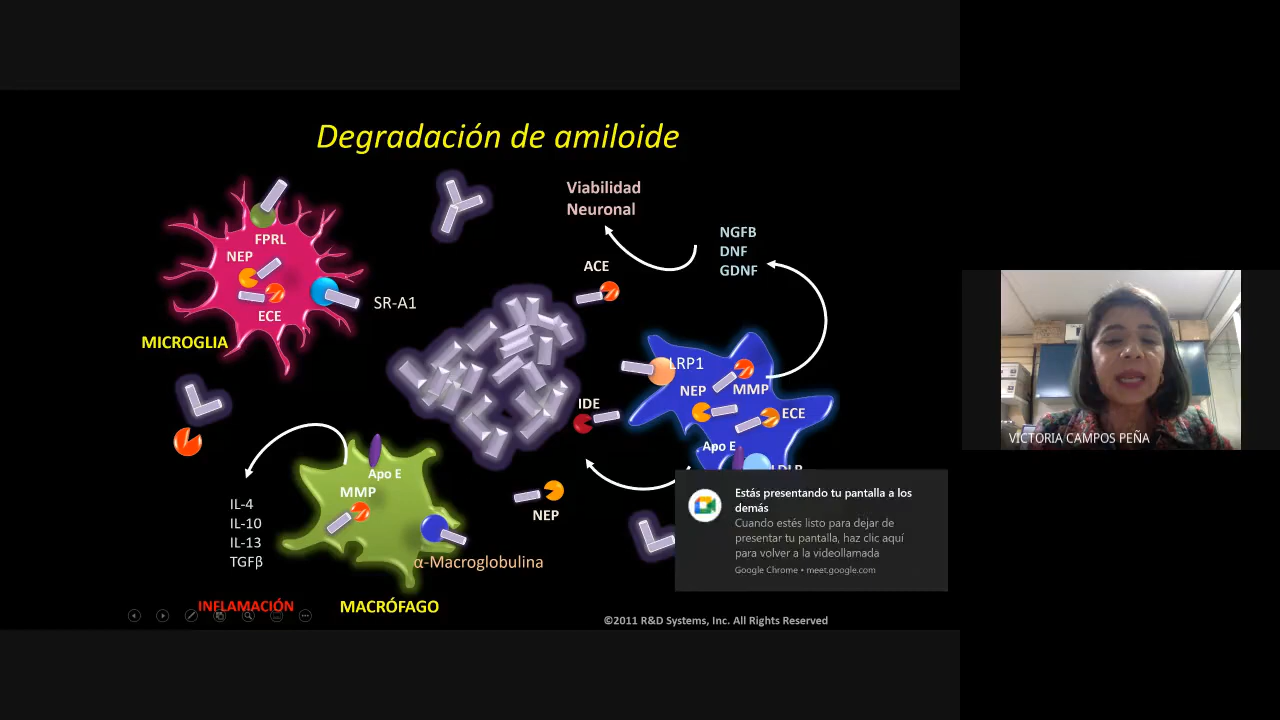 Degradación de amiloide
Viabilidad
Neuronal
NGFB
DNF
GDNF
FPRL
NEP
ECE
SR-A1
MICROGLIA
ACE
LRP1
NEP
MMP
ECE
IDE
Apo E
Apo E
MMP
IL-4
IL-10
IL-13
TGFβ
NEP
α-Macroglobulina
INFLAMACIÓN
MACRÓFAGO
Estás presentando tu pantalla a los
demás
Cuando estés listo para dejar de
presentar tu pantalla, haz clic aquí
para volver a la videollamada
Google Chrome • meet.google.com
©2011 R&D Systems, Inc. All Rights Reserved
VICTORIA CAMPOS PEÑA